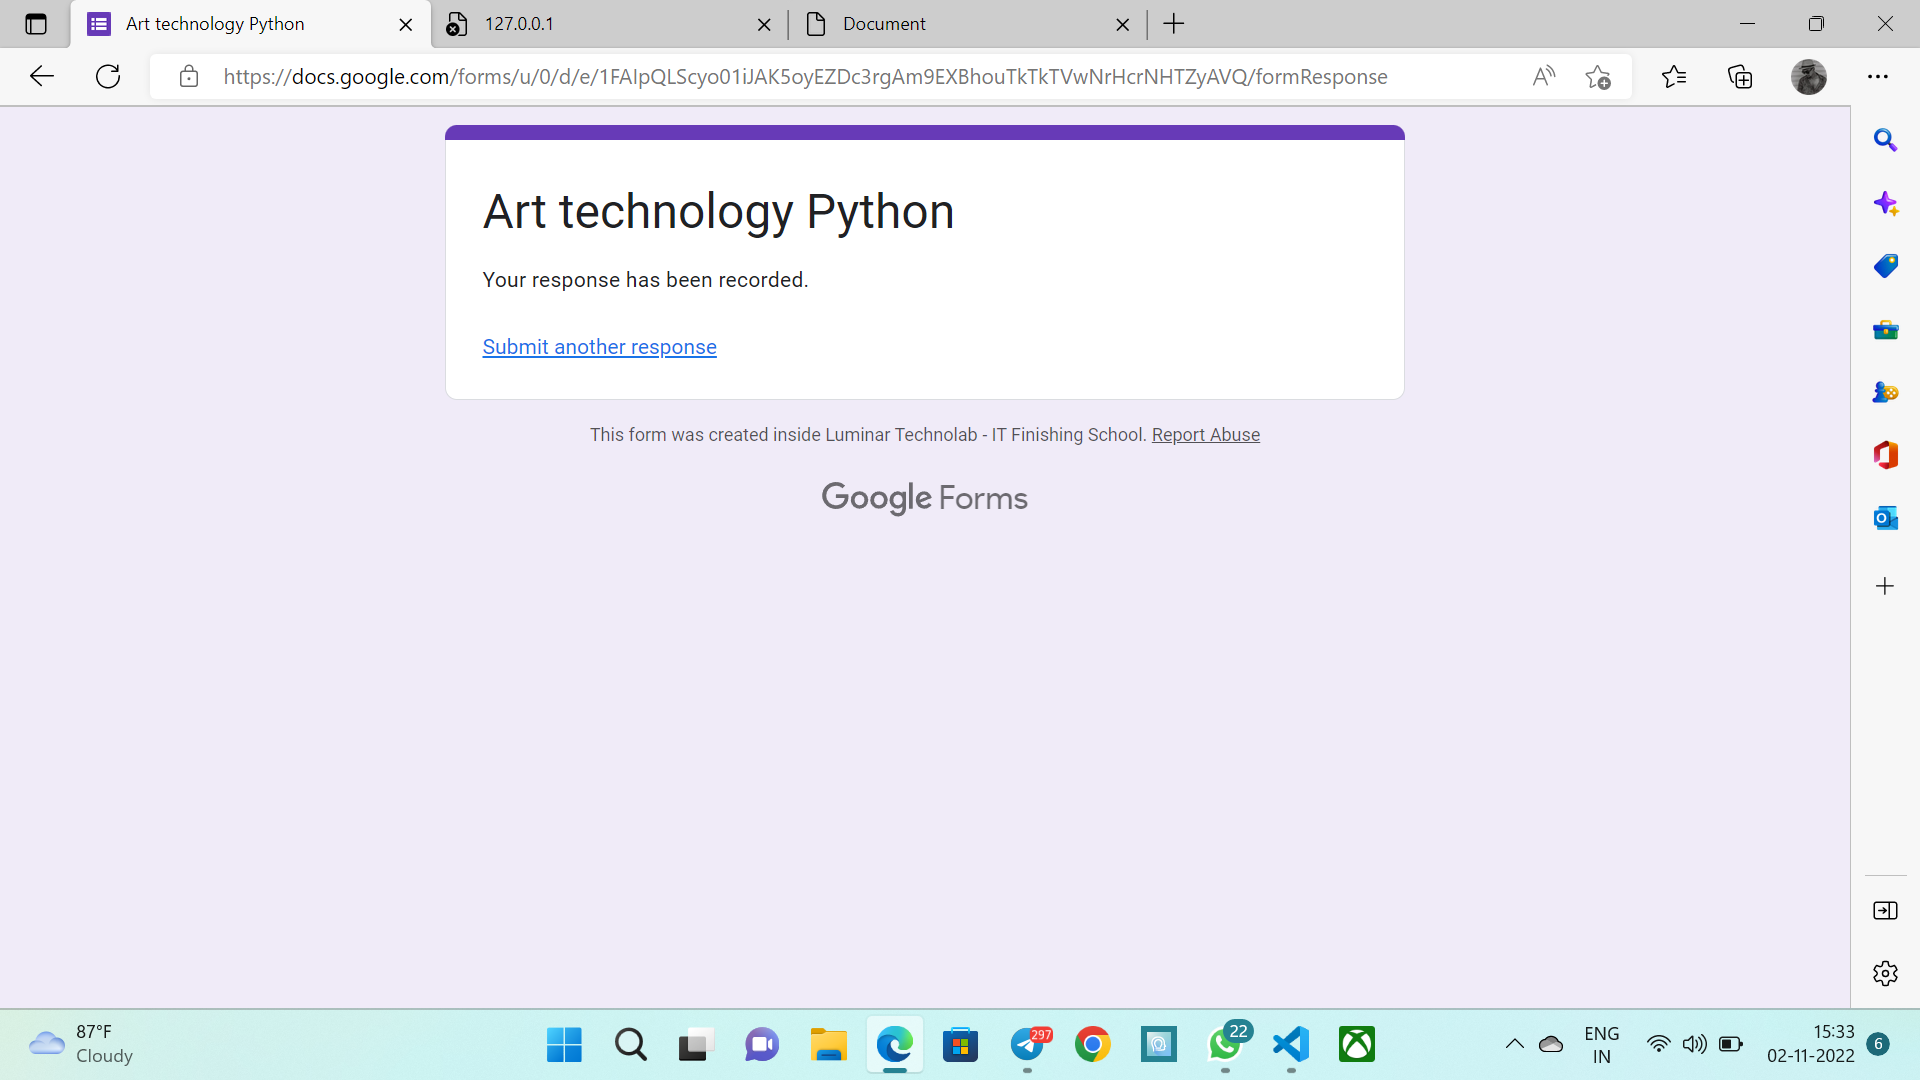 Art technology Python
127.0.0.1
Document
https://docs.google.com/forms/u/0/d/e/1FAIpQLScyo01iJAK5oyEZDc3rgAm9EXBhouTkTkTVwNrHcrNHTZyAVQ/formResponse
Art technology Python
Your response has been recorded.
Submit another response
This form was created inside Luminar Technolab - IT Finishing School. Report Abuse
Google Forms
87°F
Cloudy
297
22
ENG
IN
15:33
02-11-2022
6